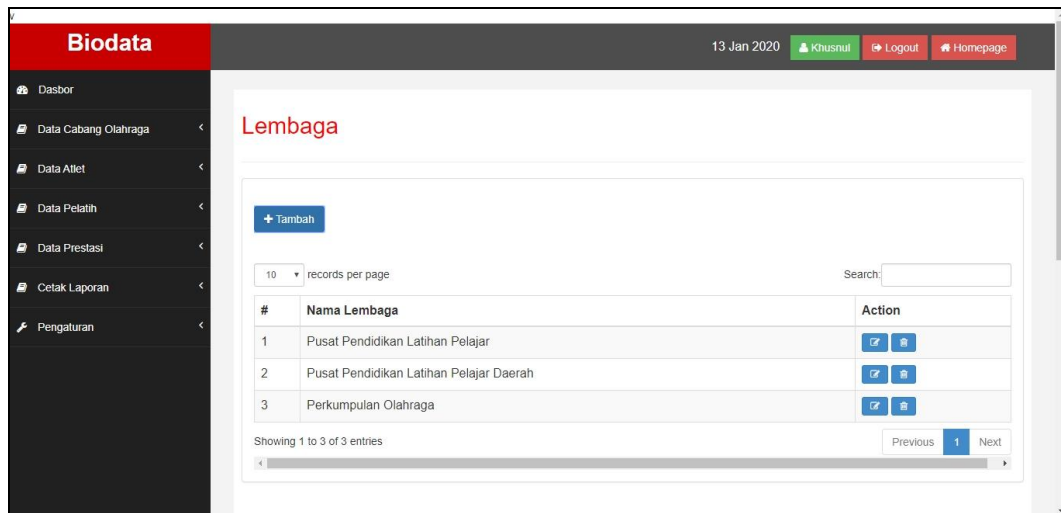 v
Biodata
13 Jan 2020 Khusnul Logout Homepage
Dasbor
Data Cabang Olahraga
Data Atlet
Data Pelatih
Data Prestasi
Cetak Laporan
Pengaturan
Lembaga
+ Tambah
10 records per page Search:
# Nama Lembaga Action
1 Pusat Pendidikan Latihan Pelajar
2 Pusat Pendidikan Latihan Pelajar Daerah
3 Perkumpulan Olahraga
Showing 1 to 3 of 3 entries Previous 1 Next